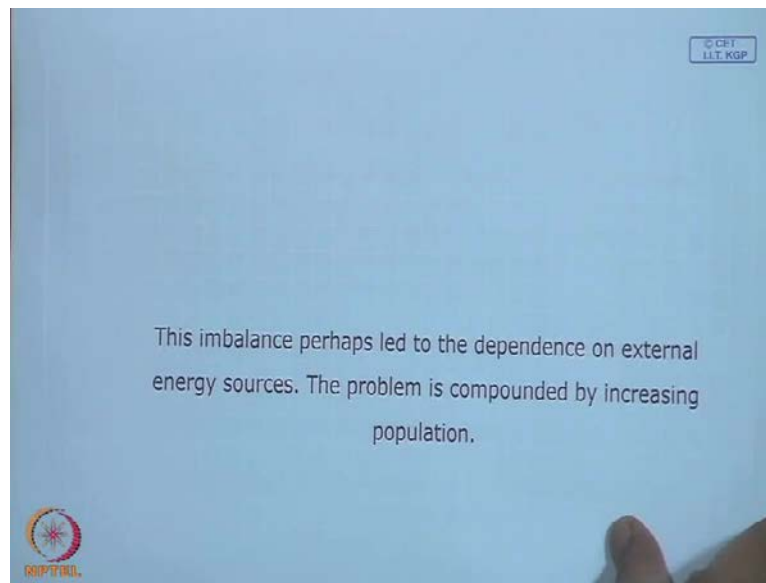 © CET
I.I.T. KGP
This imbalance perhaps led to the dependence on external
energy sources. The problem is compounded by increasing
population.
NPTEL